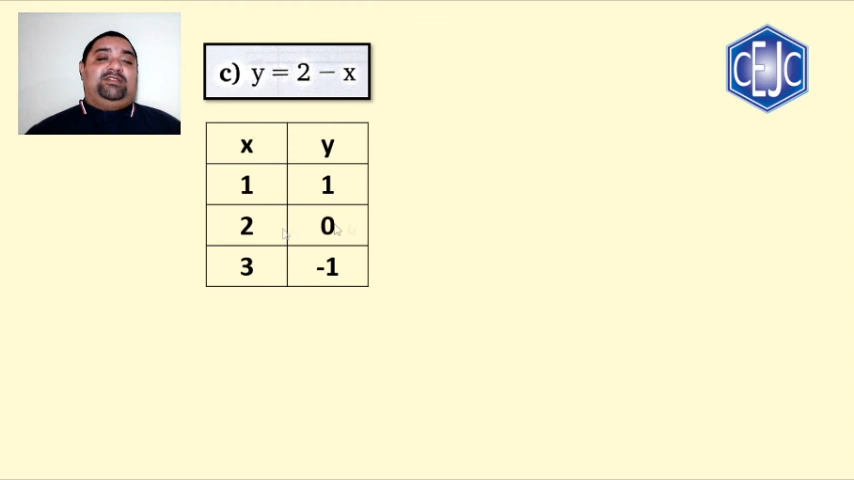 c) y = 2 − x
CEJC
x y
1 1
2 0
3 -1